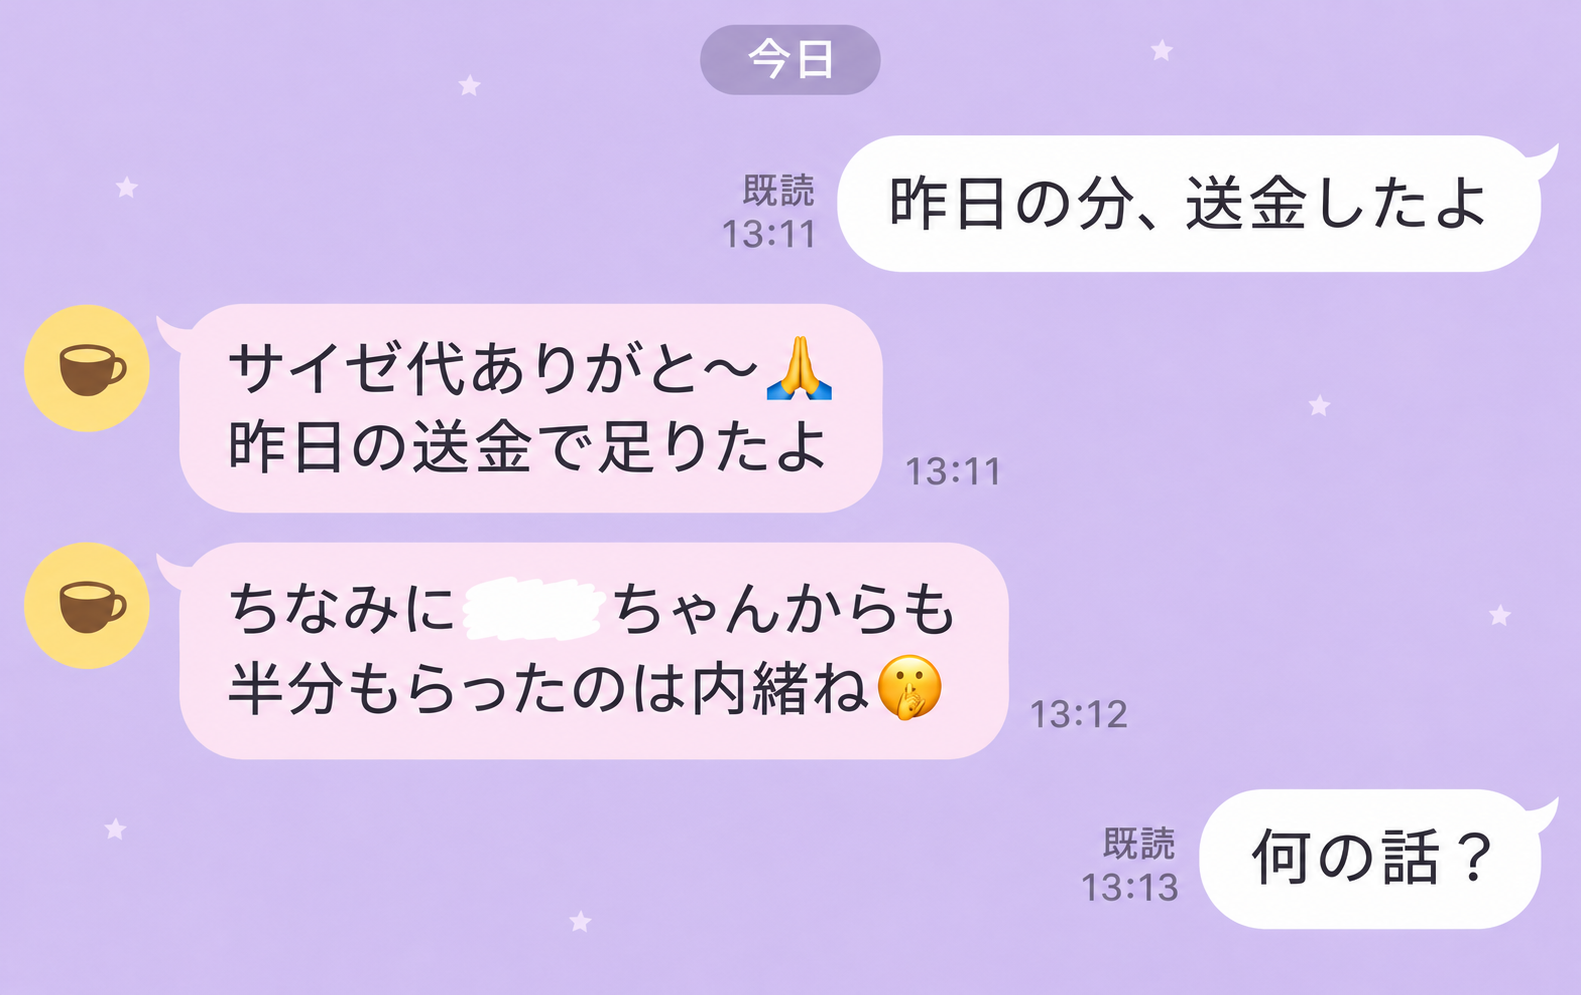 今日
昨日の分、送金したよ
既読
13:11
サイゼ代ありがと〜🙏
昨日の送金で足りたよ
13:11
ちなみに ちゃんからも
半分もらったのは内緒ね🤫
13:12
何の話？
既読
13:13